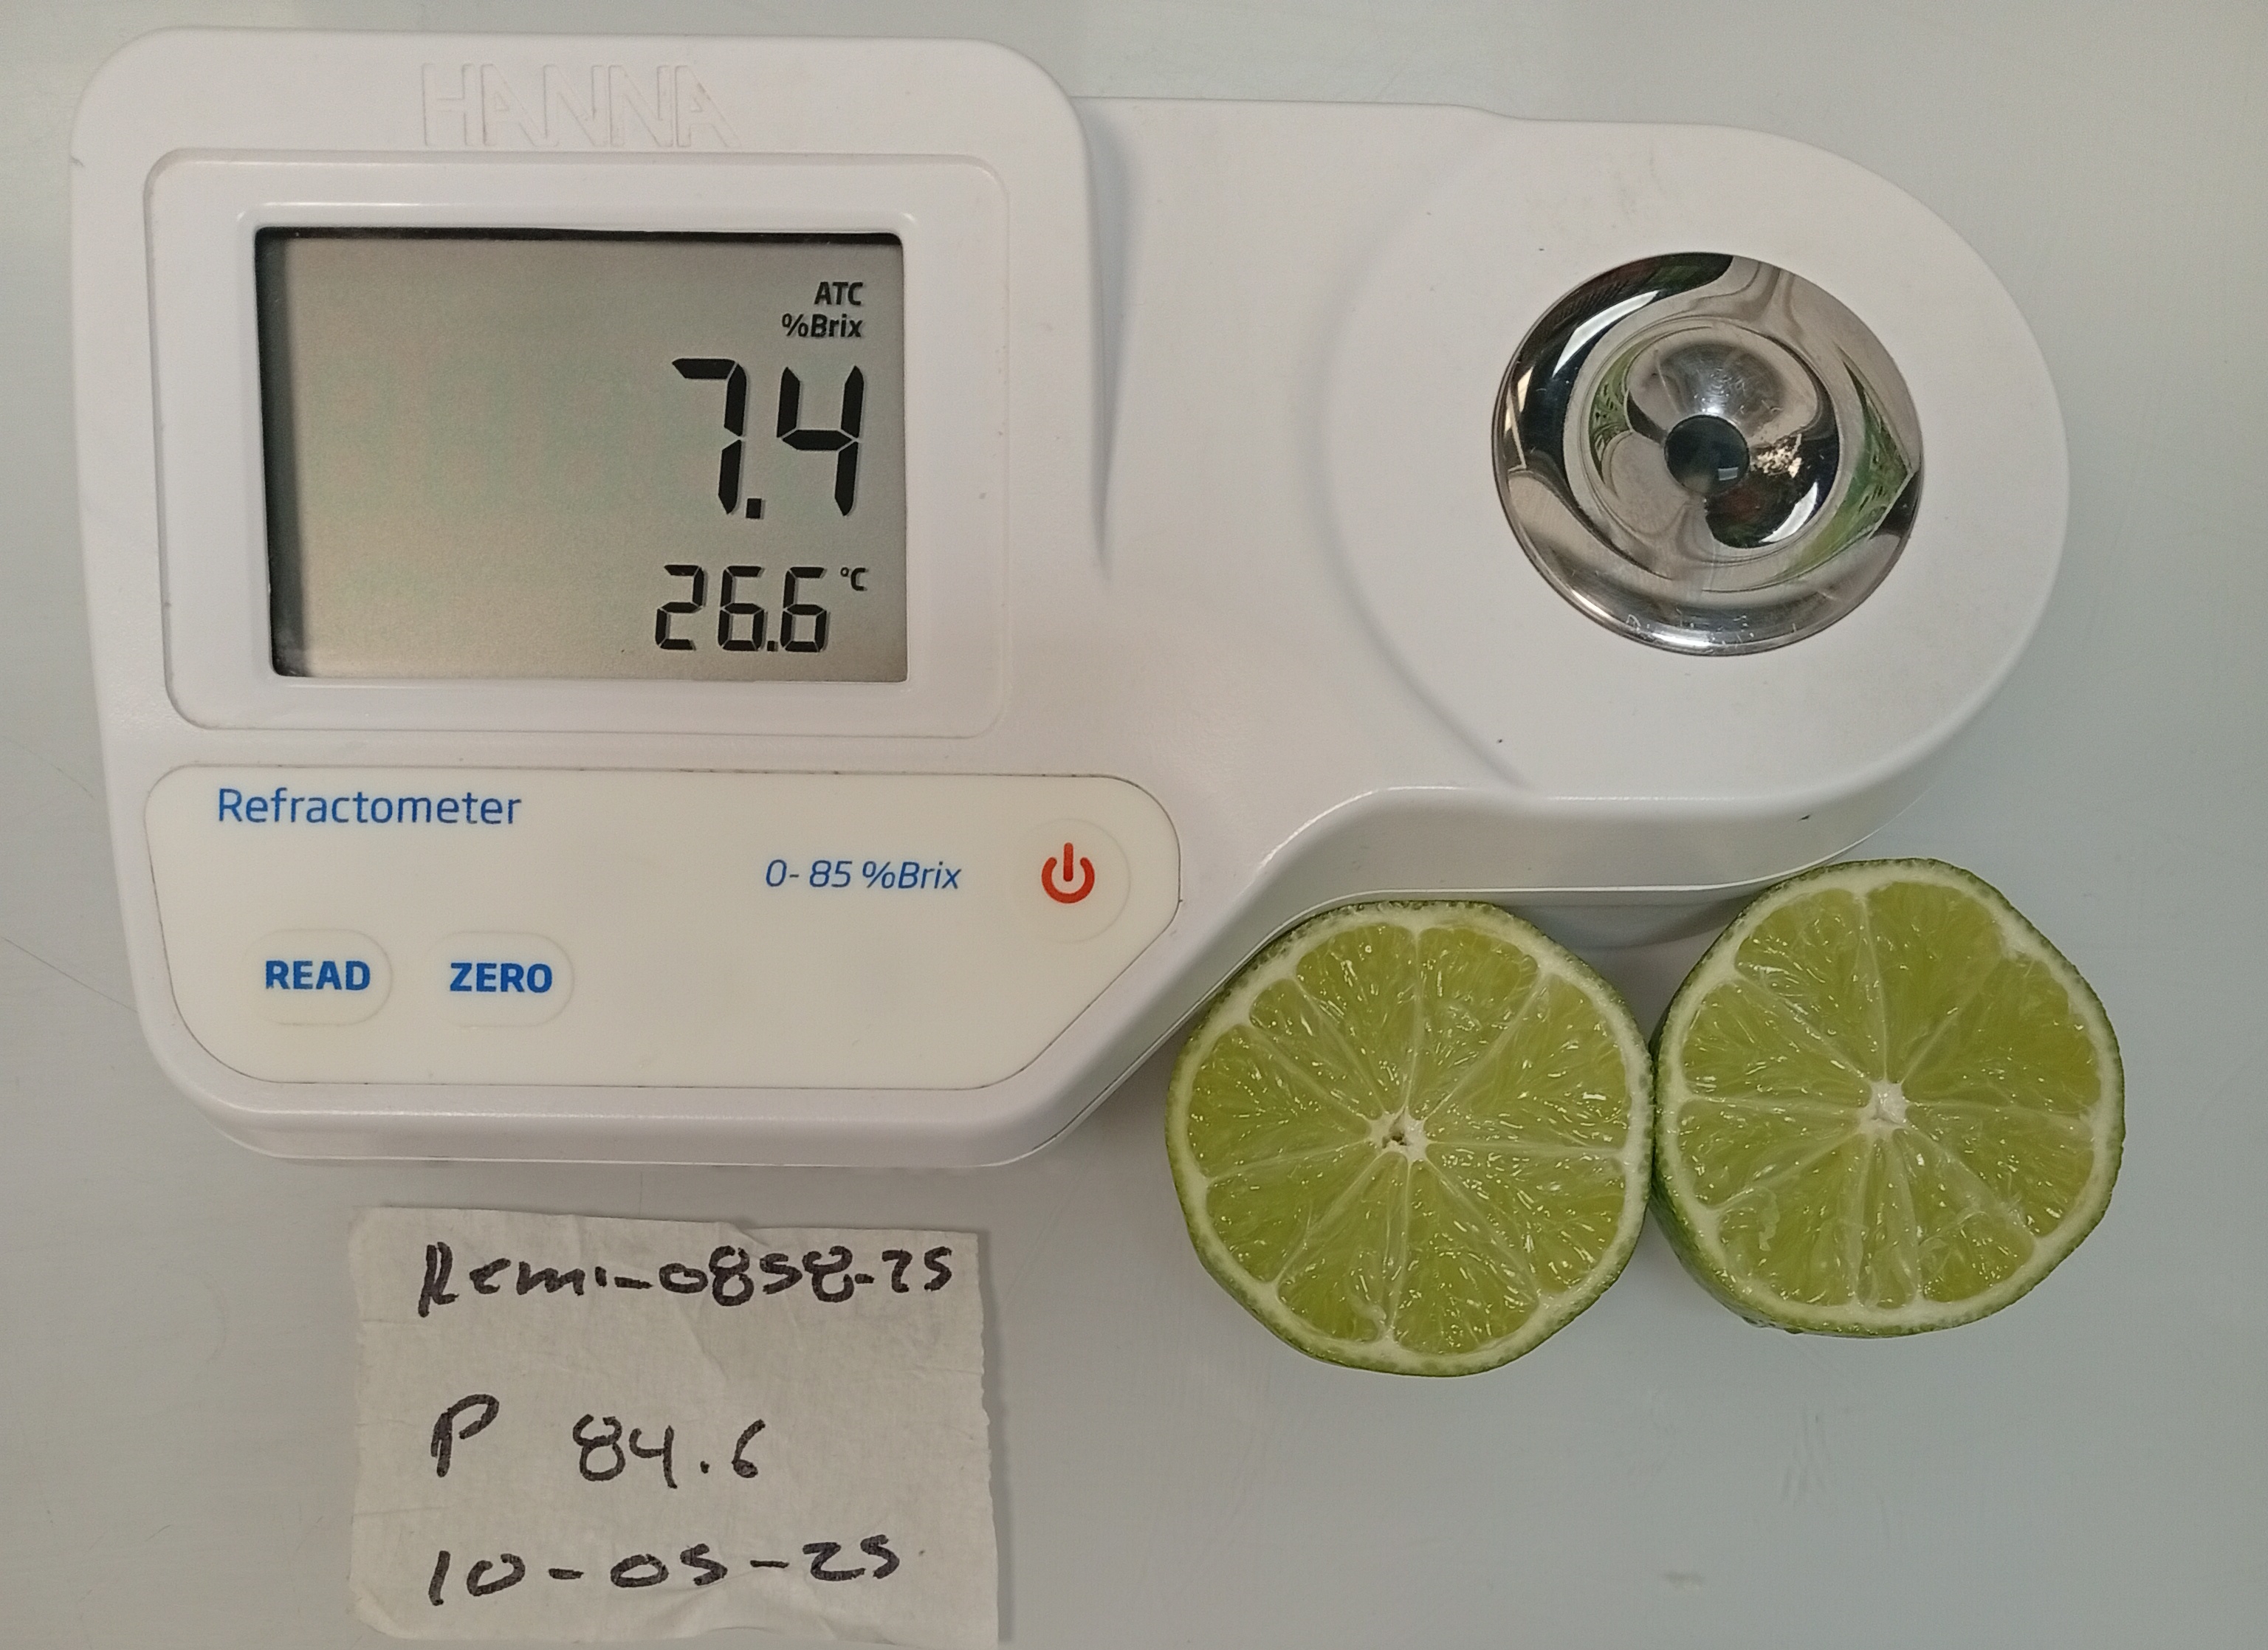 HANNA
ATC
%Brix
7.4
26.6 °C
Refractometer
0-85 %Brix
READ ZERO
Remi-0858-25
P 84.6
10-05-25